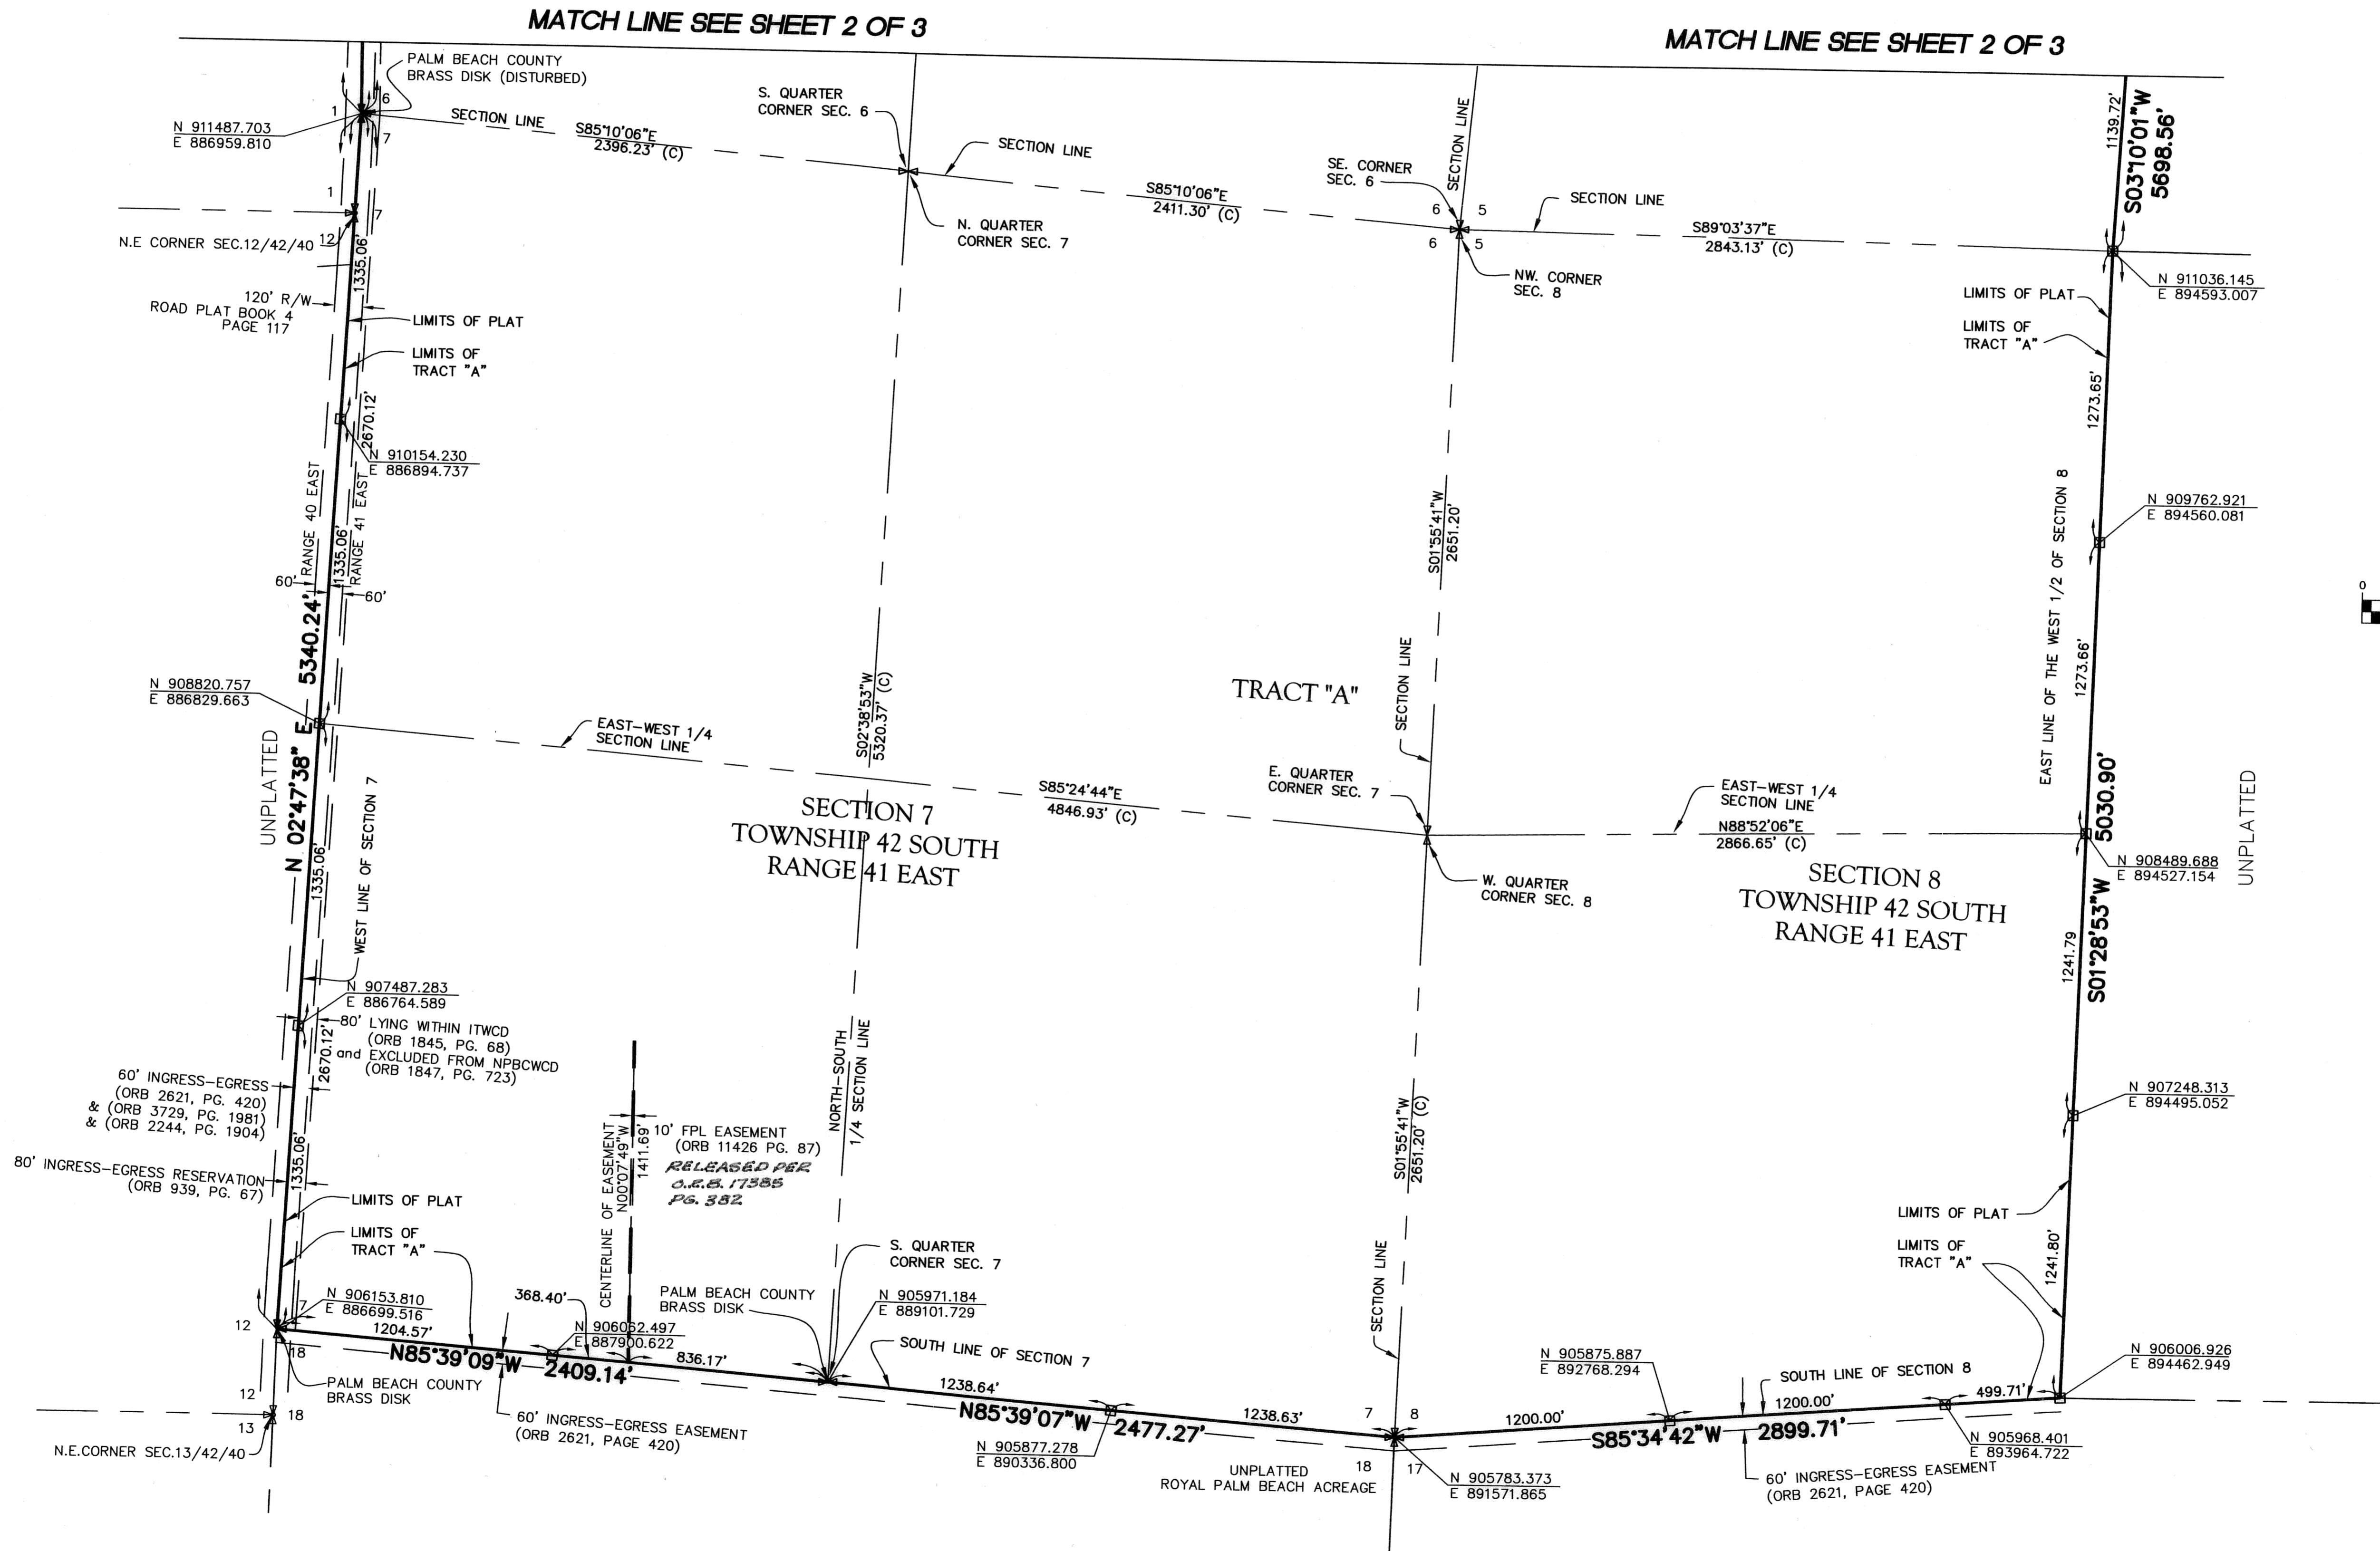 MATCH LINE SEE SHEET 2 OF 3
MATCH LINE SEE SHEET 2 OF 3
PALM BEACH COUNTY
BRASS DISK (DISTURBED)
1
6
7
N 911487.703
E 886959.810
SECTION LINE
S85°10'06"E
2396.23' (C)
S. QUARTER
CORNER SEC. 6
SECTION LINE
N. QUARTER
CORNER SEC. 7
S85°10'06"E
2411.30' (C)
SE. CORNER
SEC. 6
SECTION LINE
6
5
6
5
SECTION LINE
S89°03'37"E
2843.13' (C)
NW. CORNER
SEC. 8
1139.72'
S03°10'01"W
5698.56'
N 911036.145
E 894593.007
1
7
12
N.E CORNER SEC.12/42/40
1335.06'
120' R/W
ROAD PLAT BOOK 4
PAGE 117
LIMITS OF PLAT
LIMITS OF
TRACT "A"
2670.12'
N 910154.230
E 886894.737
RANGE 40 EAST
RANGE 41 EAST
1335.06'
60'
60'
LIMITS OF PLAT
LIMITS OF
TRACT "A"
1273.65'
N 909762.921
E 894560.081
EAST LINE OF THE WEST 1/2 OF SECTION 8
S01°55'41"W
2651.20'
0
N 02°47'38" E 5340.24'
N 908820.757
E 886829.663
UNPLATTED
EAST-WEST 1/4
SECTION LINE
S02°38'53"W
5320.37' (C)
TRACT "A"
SECTION LINE
1273.66'
S85°24'44"E
4846.93' (C)
E. QUARTER
CORNER SEC. 7
EAST-WEST 1/4
SECTION LINE
N88°52'06"E
2866.65' (C)
S01°28'53"W 5030.90'
UNPLATTED
N 908489.688
E 894527.154
SECTION 7
TOWNSHIP 42 SOUTH
RANGE 41 EAST
W. QUARTER
CORNER SEC. 8
SECTION 8
TOWNSHIP 42 SOUTH
RANGE 41 EAST
1335.06'
WEST LINE OF SECTION 7
1241.79
N 907487.283
E 886764.589
80' LYING WITHIN ITWCD
(ORB 1845, PG. 68)
and EXCLUDED FROM NPBCWCD
(ORB 1847, PG. 723)
2670.12'
60' INGRESS-EGRESS
(ORB 2621, PG. 420)
& (ORB 3729, PG. 1981)
& (ORB 2244, PG. 1904)
1335.06'
80' INGRESS-EGRESS RESERVATION
(ORB 939, PG. 67)
NORTH-SOUTH
1/4 SECTION LINE
N 907248.313
E 894495.052
CENTERLINE OF EASEMENT
N00°07'49"W
1411.69'
10' FPL EASEMENT
(ORB 11426 PG. 87)
RELEASED PER
O.R.B. 17385
PG. 382
S01°55'41"W
2651.20' (C)
LIMITS OF PLAT
LIMITS OF
TRACT "A"
LIMITS OF PLAT
LIMITS OF
TRACT "A"
1241.80'
SECTION LINE
S. QUARTER
CORNER SEC. 7
PALM BEACH COUNTY
BRASS DISK
N 905971.184
E 889101.729
N 906153.810
E 886699.516
12
7
18
1204.57'
368.40'
N 906062.497
E 887900.622
836.17'
N85°39'09"W 2409.14'
SOUTH LINE OF SECTION 7
PALM BEACH COUNTY
BRASS DISK
12
13
18
N.E.CORNER SEC.13/42/40
60' INGRESS-EGRESS EASEMENT
(ORB 2621, PAGE 420)
1238.64'
N85°39'07"W 2477.27'
1238.63'
N 905877.278
E 890336.800
7
8
18
17
UNPLATTED
ROYAL PALM BEACH ACREAGE
N 905783.373
E 891571.865
N 905875.887
E 892768.294
1200.00'
SOUTH LINE OF SECTION 8
1200.00'
499.71'
S85°34'42"W 2899.71'
N 906006.926
E 894462.949
N 905968.401
E 893964.722
60' INGRESS-EGRESS EASEMENT
(ORB 2621, PAGE 420)